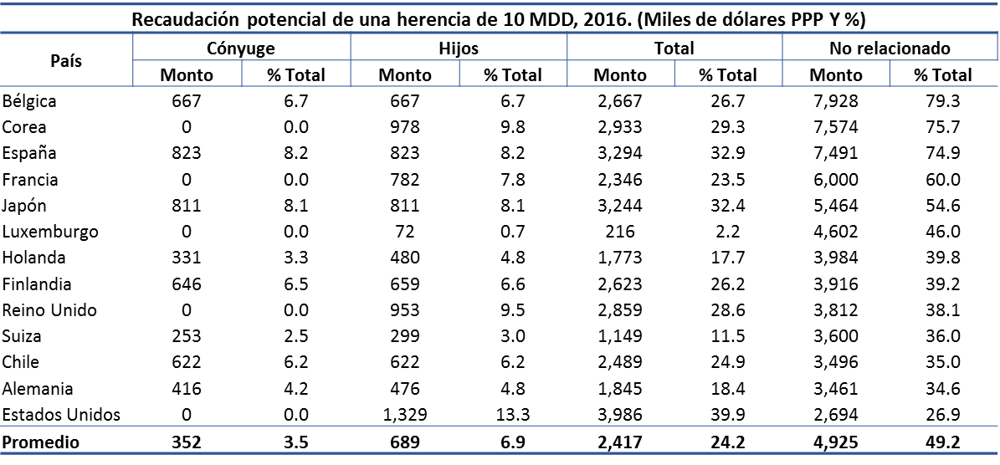 Recaudación potencial de una herencia de 10 MDD, 2016. (Miles de dólares PPP Y %)
País Cónyuge Hijos Total No relacionado
Monto % Total Monto % Total Monto % Total Monto % Total
Bélgica 667 6.7 667 6.7 2,667 26.7 7,928 79.3
Corea 0 0.0 978 9.8 2,933 29.3 7,574 75.7
España 823 8.2 823 8.2 3,294 32.9 7,491 74.9
Francia 0 0.0 782 7.8 2,346 23.5 6,000 60.0
Japón 811 8.1 811 8.1 3,244 32.4 5,464 54.6
Luxemburgo 0 0.0 72 0.7 216 2.2 4,602 46.0
Holanda 331 3.3 480 4.8 1,773 17.7 3,984 39.8
Finlandia 646 6.5 659 6.6 2,623 26.2 3,916 39.2
Reino Unido 0 0.0 953 9.5 2,859 28.6 3,812 38.1
Suiza 253 2.5 299 3.0 1,149 11.5 3,600 36.0
Chile 622 6.2 622 6.2 2,489 24.9 3,496 35.0
Alemania 416 4.2 476 4.8 1,845 18.4 3,461 34.6
Estados Unidos 0 0.0 1,329 13.3 3,986 39.9 2,694 26.9
Promedio 352 3.5 689 6.9 2,417 24.2 4,925 49.2